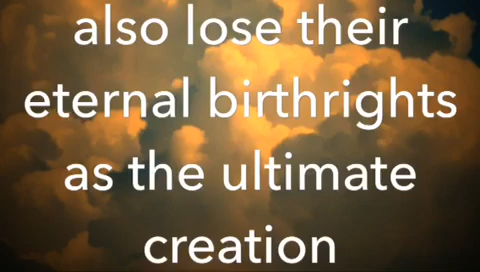 also lose their
eternal birthrights
as the ultimate
creation